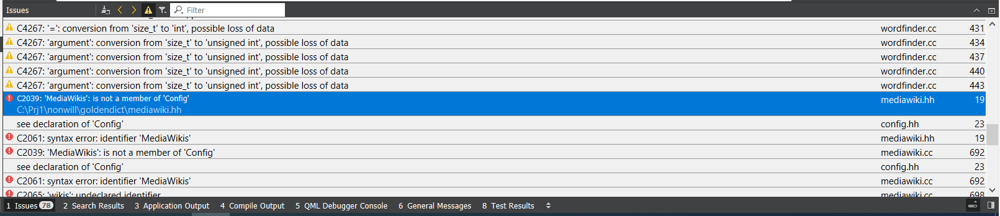 Issues
Filter
C4267: '=': conversion from 'size_t' to 'int', possible loss of data wordfinder.cc 431
C4267: 'argument': conversion from 'size_t' to 'unsigned int', possible loss of data wordfinder.cc 434
C4267: 'argument': conversion from 'size_t' to 'unsigned int', possible loss of data wordfinder.cc 437
C4267: 'argument': conversion from 'size_t' to 'unsigned int', possible loss of data wordfinder.cc 440
C4267: 'argument': conversion from 'size_t' to 'unsigned int', possible loss of data wordfinder.cc 443
C2039: 'MediaWikis': is not a member of 'Config' mediawiki.hh 19
C:\Prj1\nonwill\goldendict\mediawiki.hh
see declaration of 'Config' config.hh 23
C2061: syntax error: identifier 'MediaWikis' mediawiki.hh 19
C2039: 'MediaWikis': is not a member of 'Config' mediawiki.cc 692
see declaration of 'Config' config.hh 23
C2061: syntax error: identifier 'MediaWikis' mediawiki.cc 692
C2065: 'wikis': undeclared identifier mediawiki.cc 698
1 Issues 78 2 Search Results 3 Application Output 4 Compile Output 5 QML Debugger Console 6 General Messages 8 Test Results